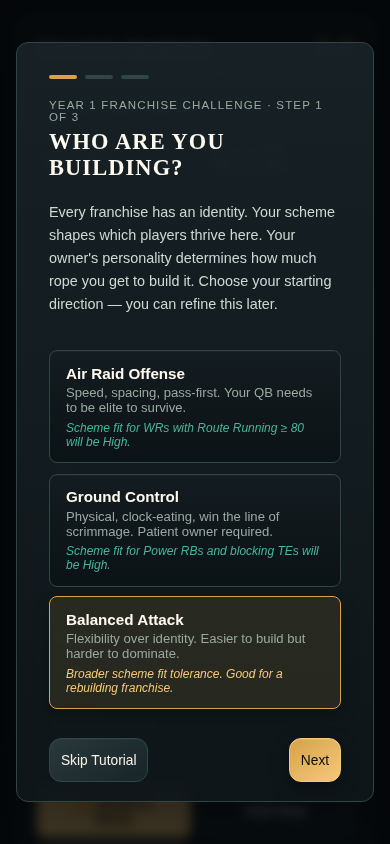 YEAR 1 FRANCHISE CHALLENGE · STEP 1
OF 3
WHO ARE YOU
BUILDING?
Every franchise has an identity. Your scheme
shapes which players thrive here. Your
owner's personality determines how much
rope you get to build it. Choose your starting
direction — you can refine this later.
Air Raid Offense
Speed, spacing, pass-first. Your QB needs
to be elite to survive.
Scheme fit for WRs with Route Running ≥ 80
will be High.
Ground Control
Physical, clock-eating, win the line of
scrimmage. Patient owner required.
Scheme fit for Power RBs and blocking TEs will
be High.
Balanced Attack
Flexibility over identity. Easier to build but
harder to dominate.
Broader scheme fit tolerance. Good for a
rebuilding franchise.
Skip Tutorial
Next